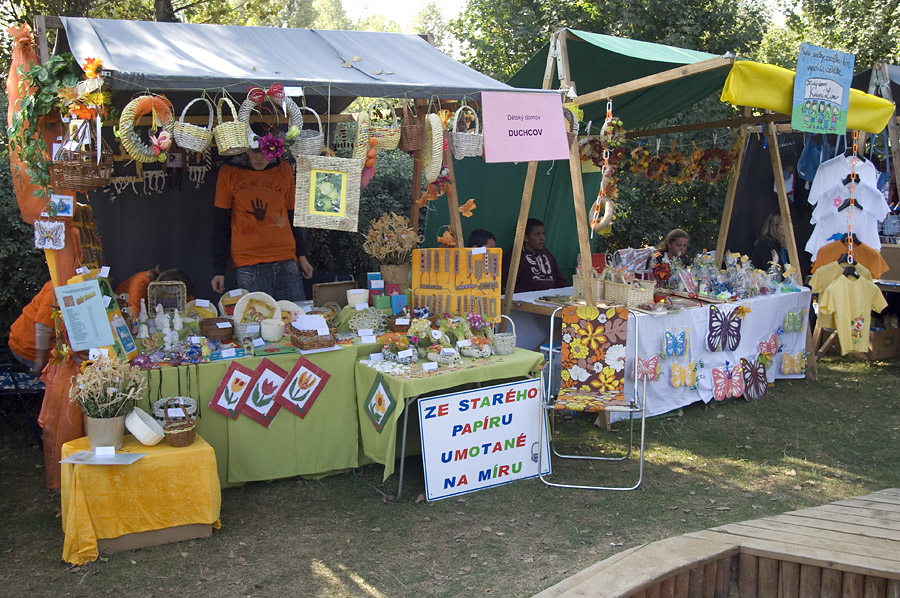 Dětský domov
DUCHCOV
ZE STARÉHO
PAPÍRU
UMOTANÉ
NA MÍRU